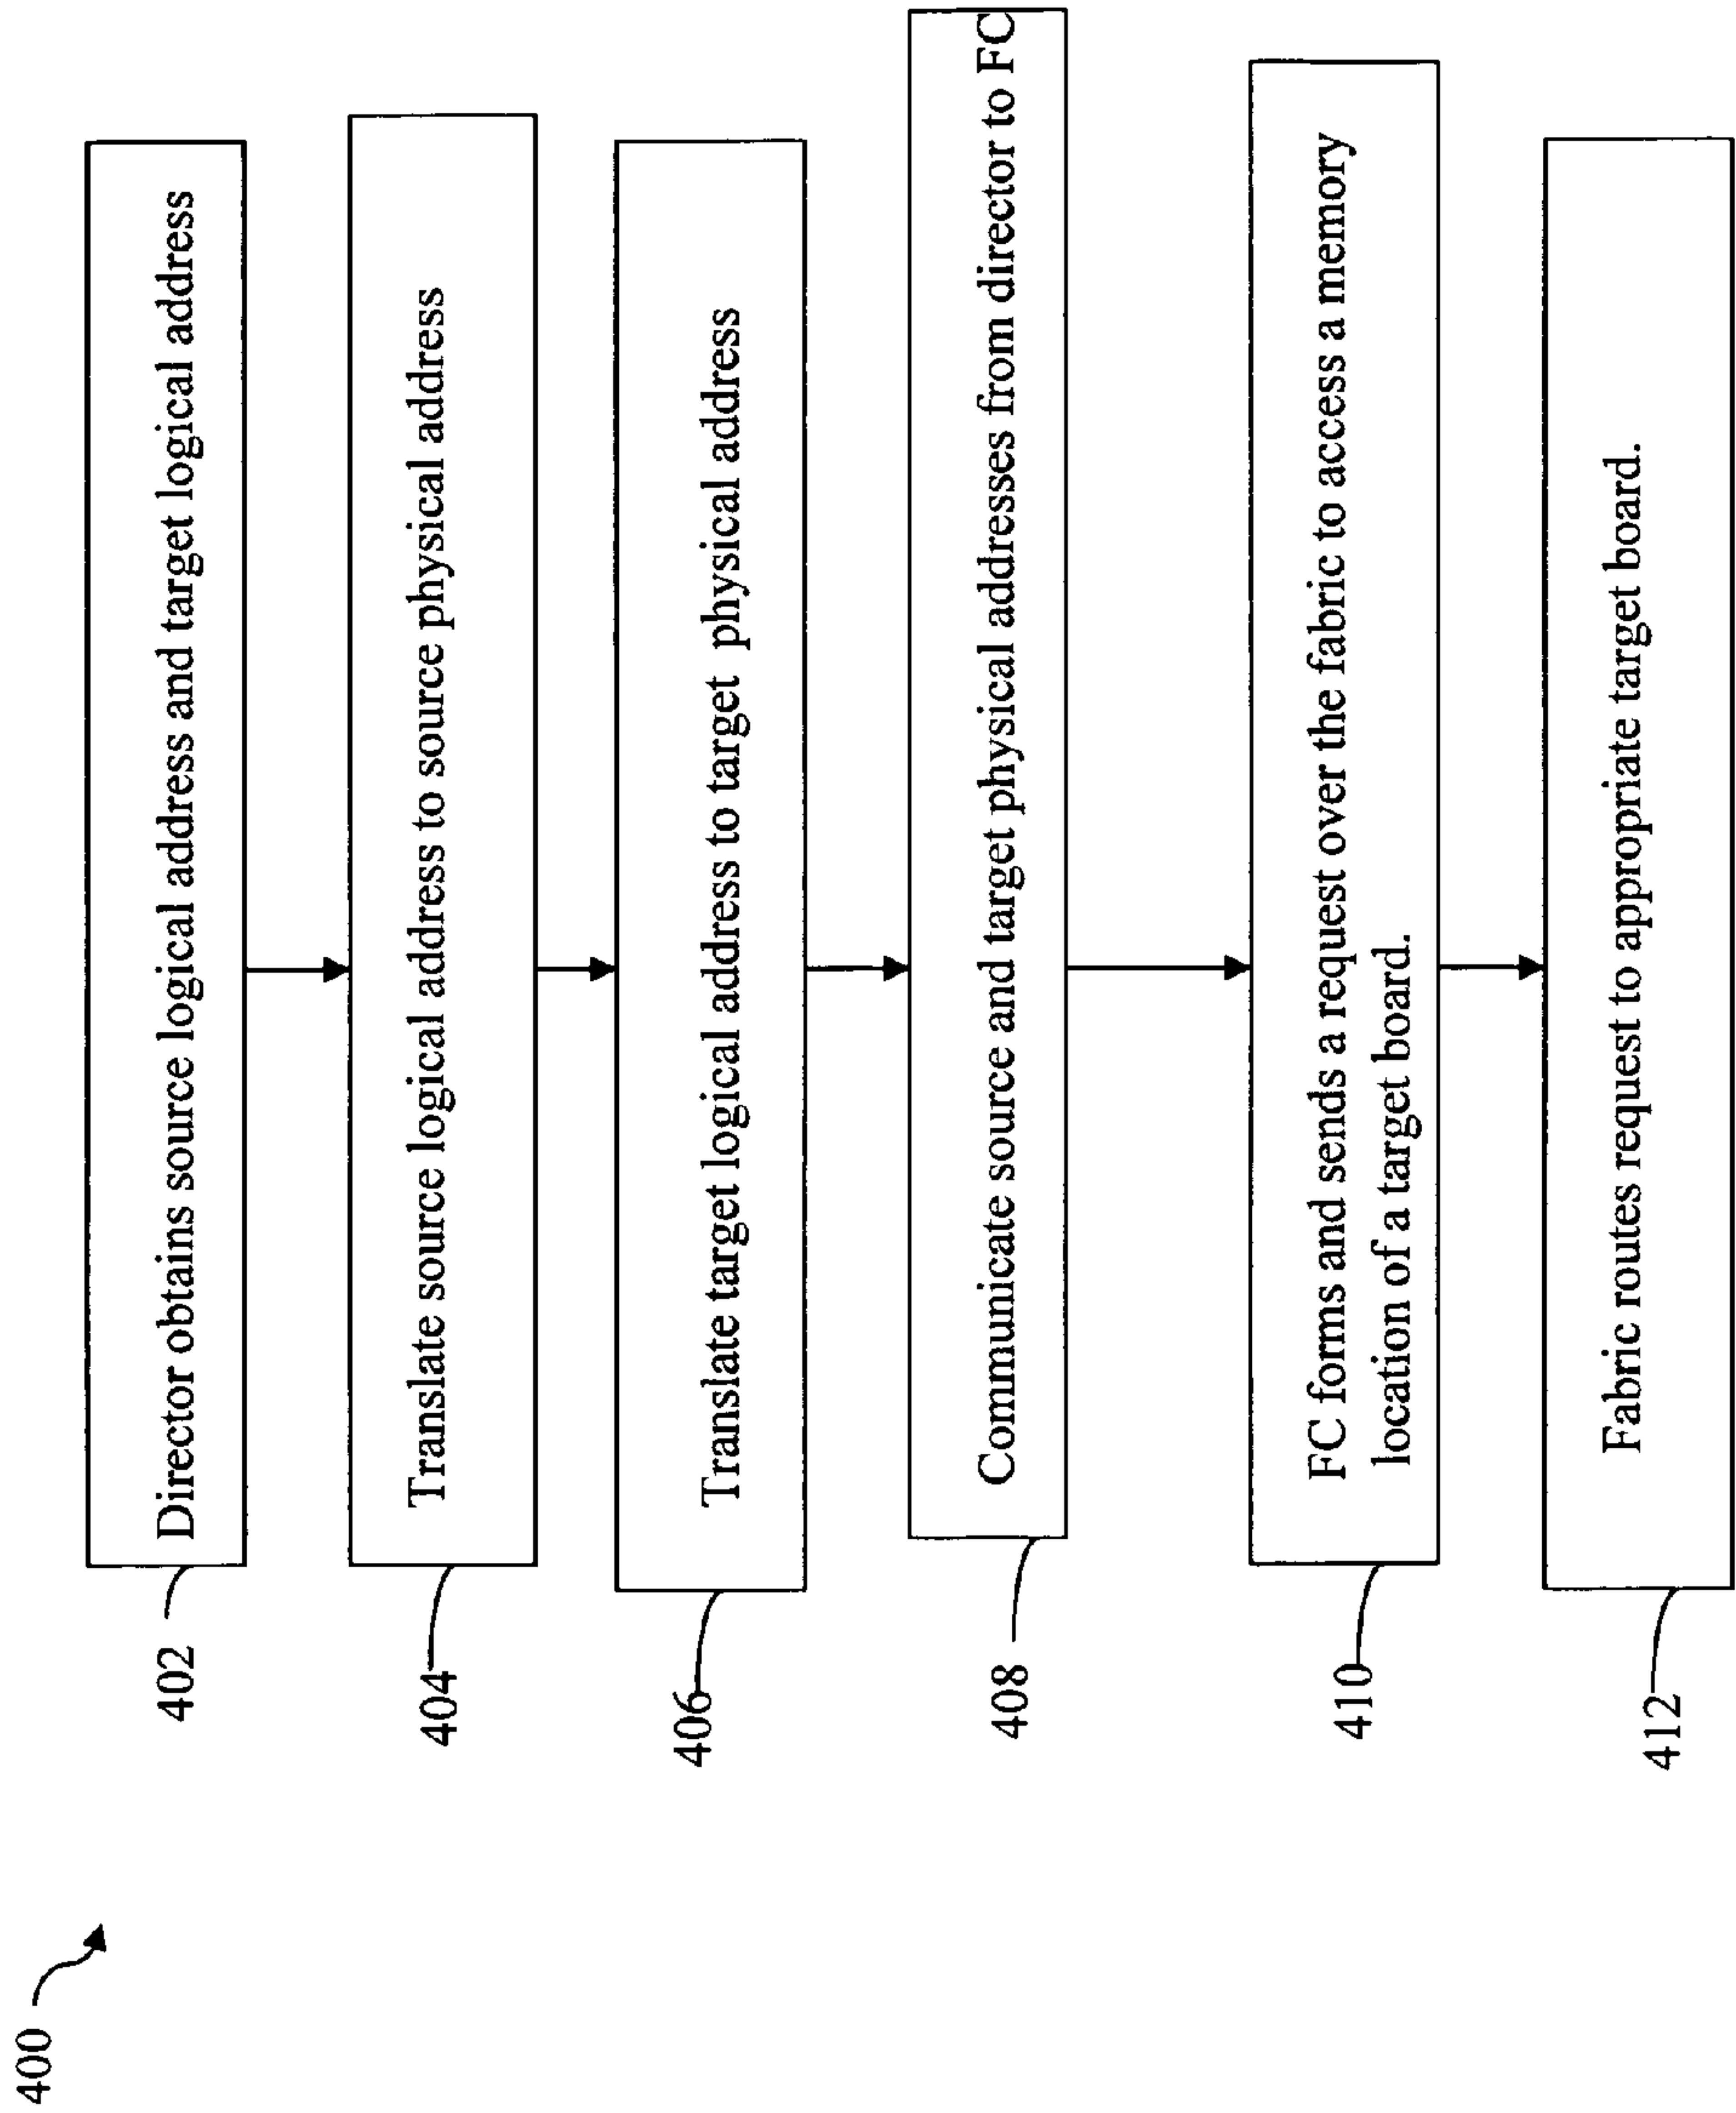 400
402
Director obtains source logical address and target logical address
404
Translate source logical address to source physical address
406
Translate target logical address to target physical address
408
Communicate source and target physical addresses from director to FC
410
FC forms and sends a request over the fabric to access a memory
location of a target board.
412
Fabric routes request to appropriate target board.